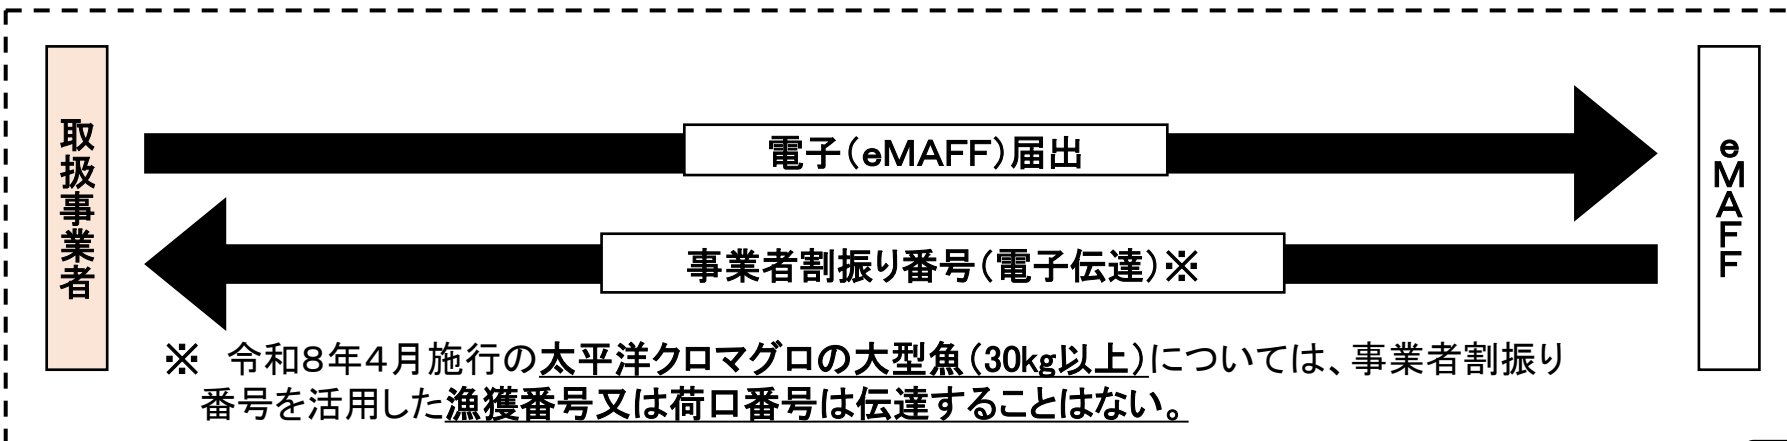 取扱事業者
電子（eMAFF）届出
eMAFF
事業者割振り番号（電子伝達）※
※　令和８年４月施行の太平洋クロマグロの大型魚（30kg以上）については、事業者割振り
番号を活用した漁獲番号又は荷口番号は伝達することはない。